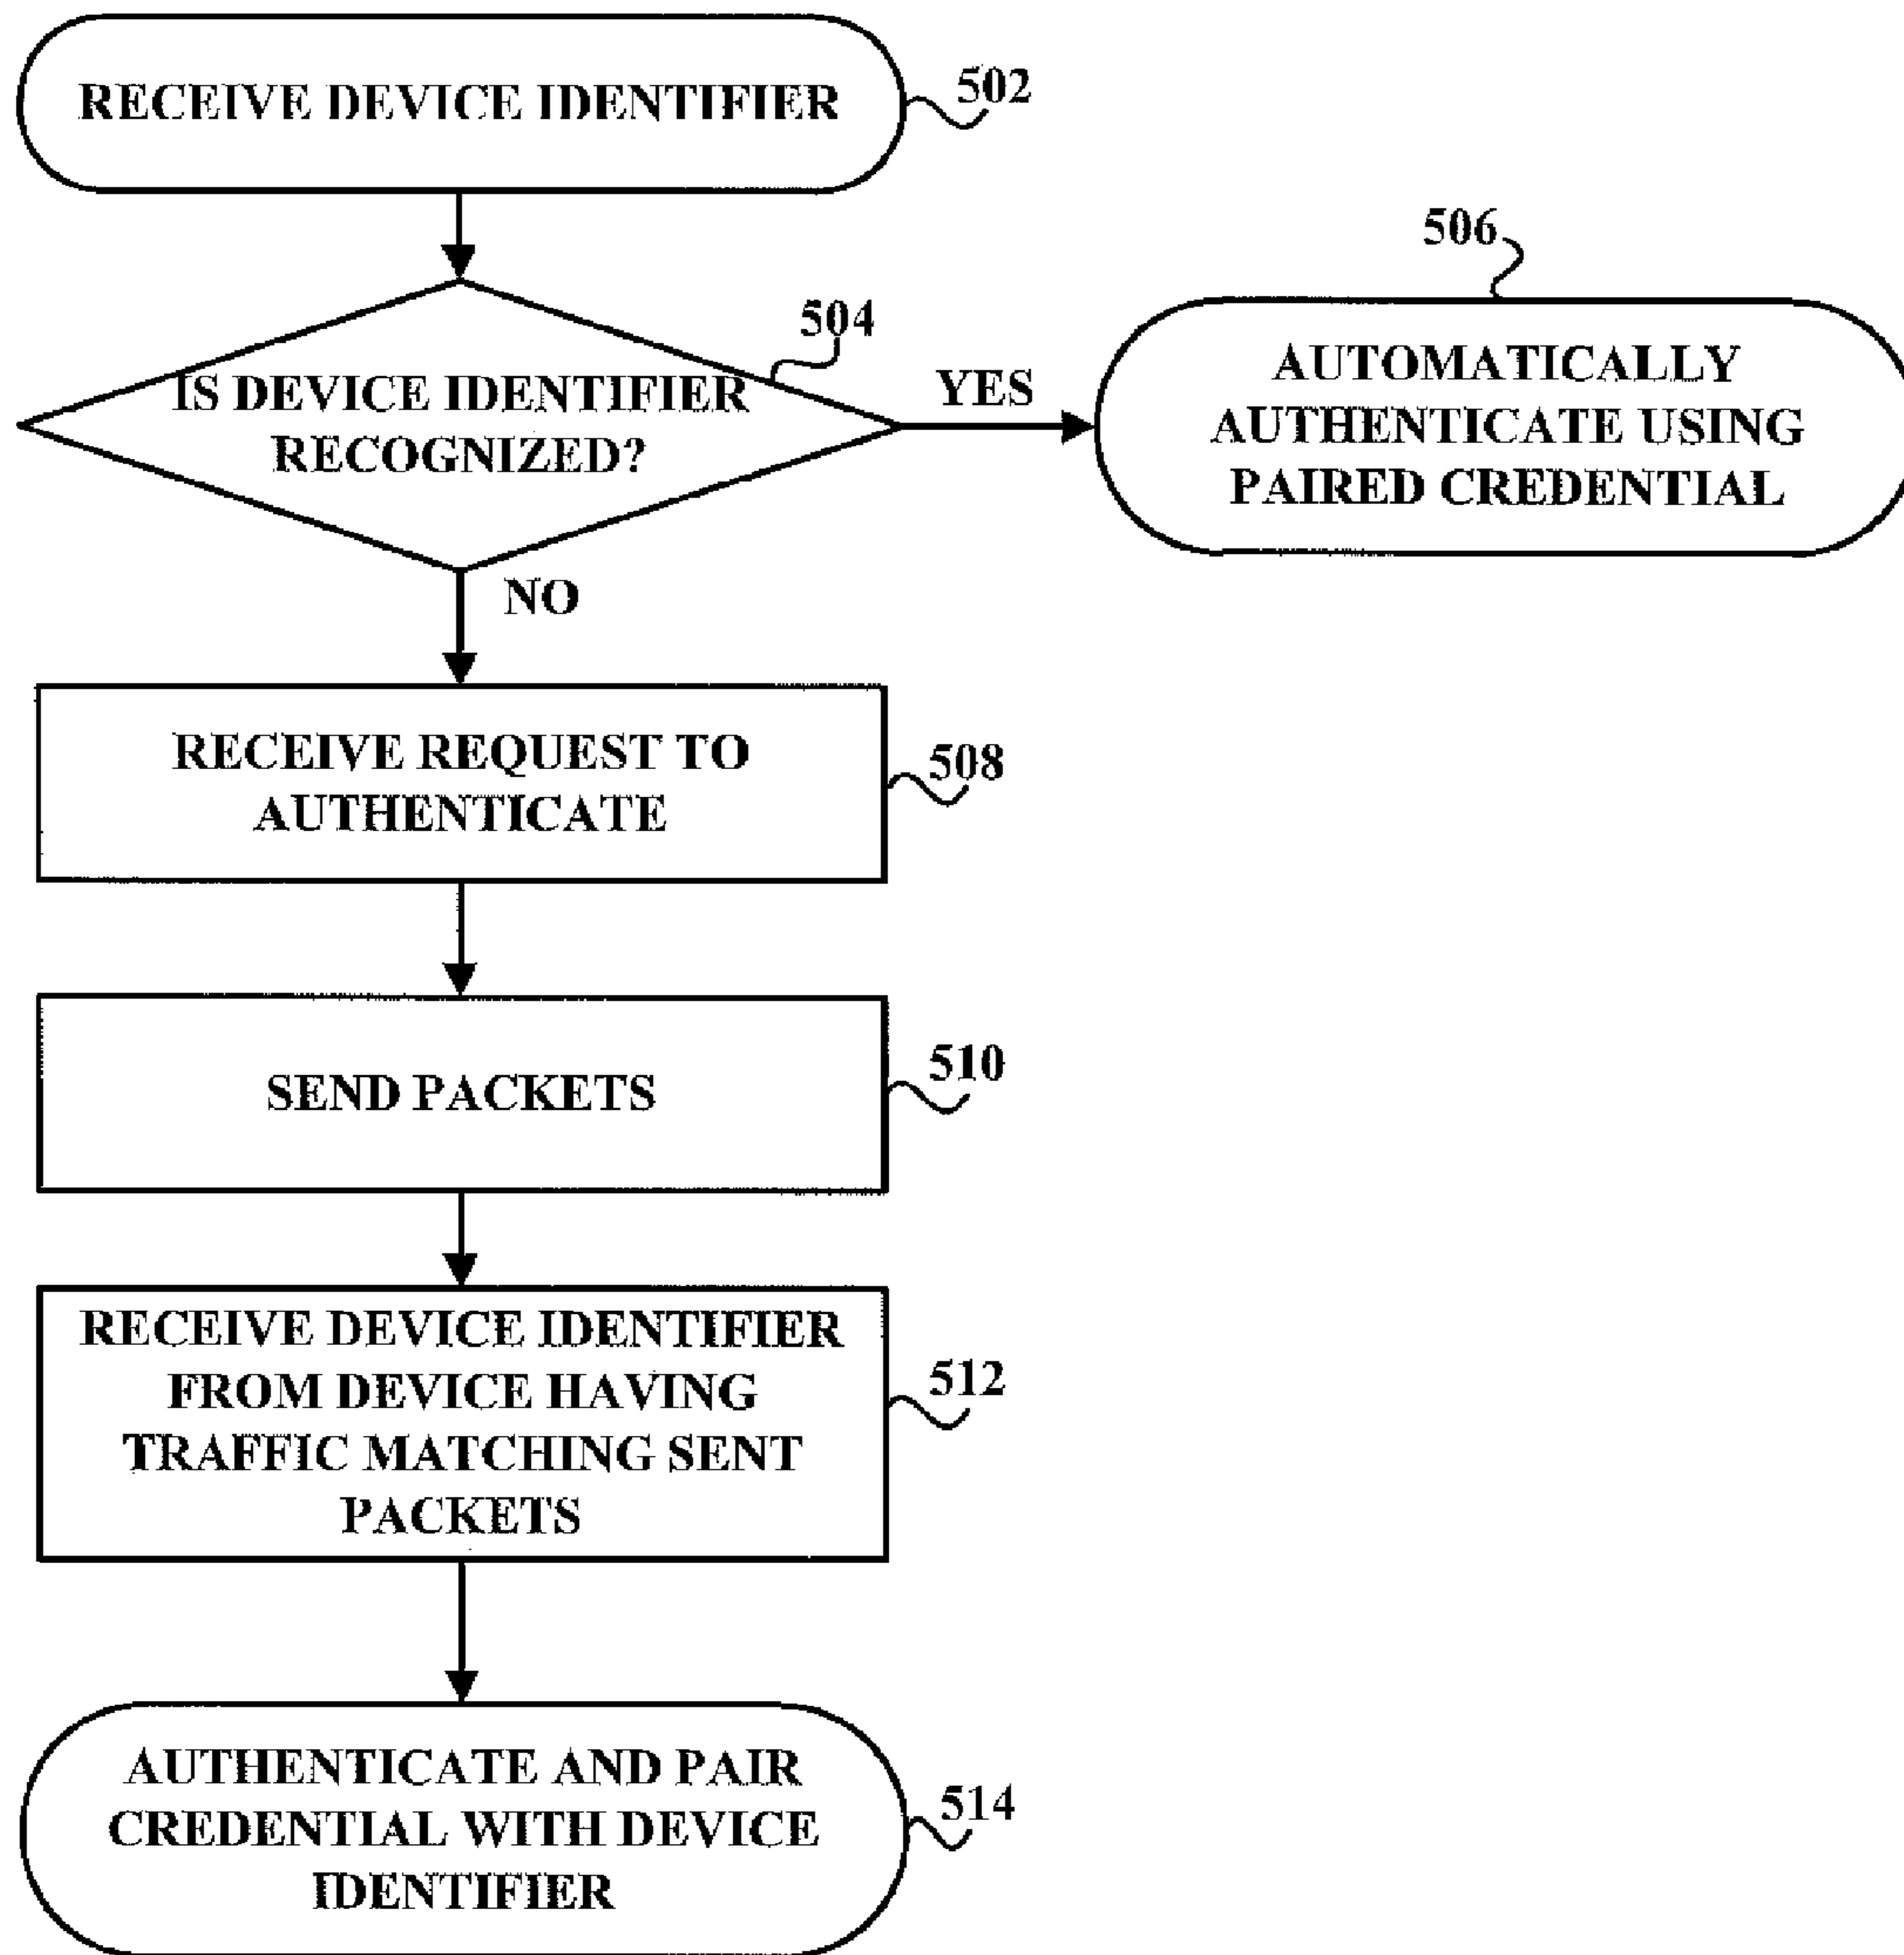 RECEIVE DEVICE IDENTIFIER
502
506
504
IS DEVICE IDENTIFIER
RECOGNIZED?
YES
AUTOMATICALLY
AUTHENTICATE USING
PAIRED CREDENTIAL
NO
RECEIVE REQUEST TO
AUTHENTICATE
508
SEND PACKETS
510
RECEIVE DEVICE IDENTIFIER
FROM DEVICE HAVING
TRAFFIC MATCHING SENT
PACKETS
512
AUTHENTICATE AND PAIR
CREDENTIAL WITH DEVICE
IDENTIFIER
514